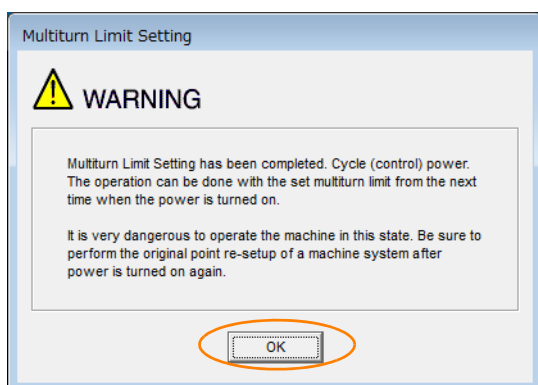 Multiturn Limit Setting
WARNING
Multiturn Limit Setting has been completed. Cycle (control) power.
The operation can be done with the set multiturn limit from the next
time when the power is turned on.
It is very dangerous to operate the machine in this state. Be sure to
perform the original point re-setup of a machine system after
power is turned on again.
OK